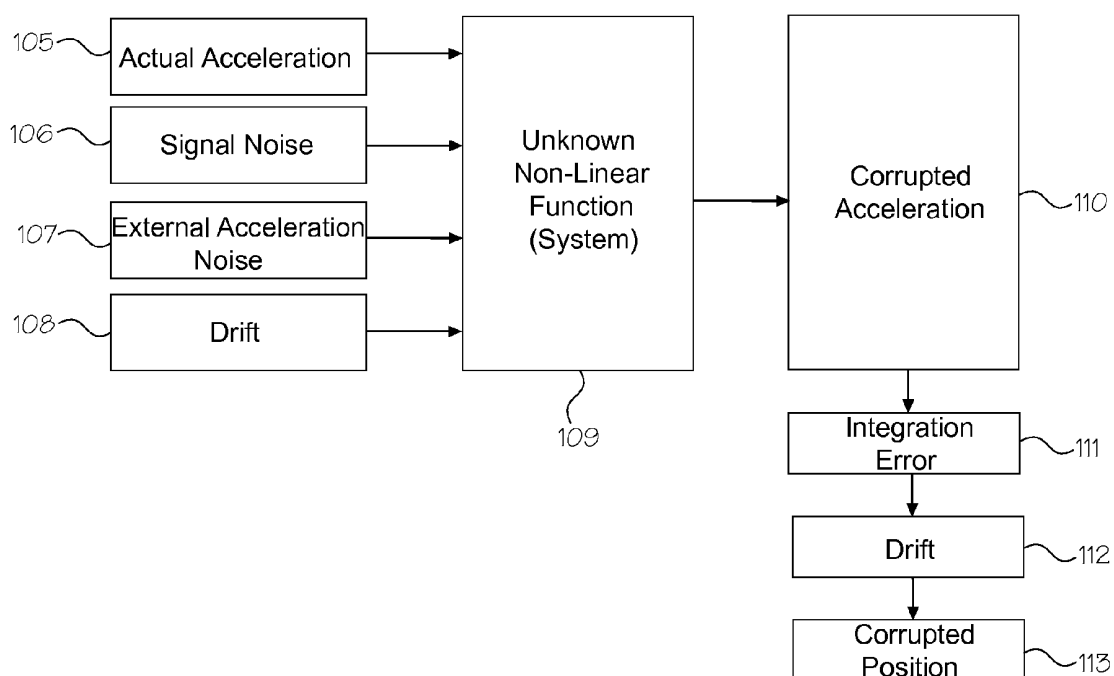 105
Actual Acceleration
106
Signal Noise
107
External Acceleration
Noise
108
Drift
Unknown
Non-Linear
Function
(System)
109
Corrupted
Acceleration
110
Integration
Error
111
Drift
112
Corrupted
Position
113